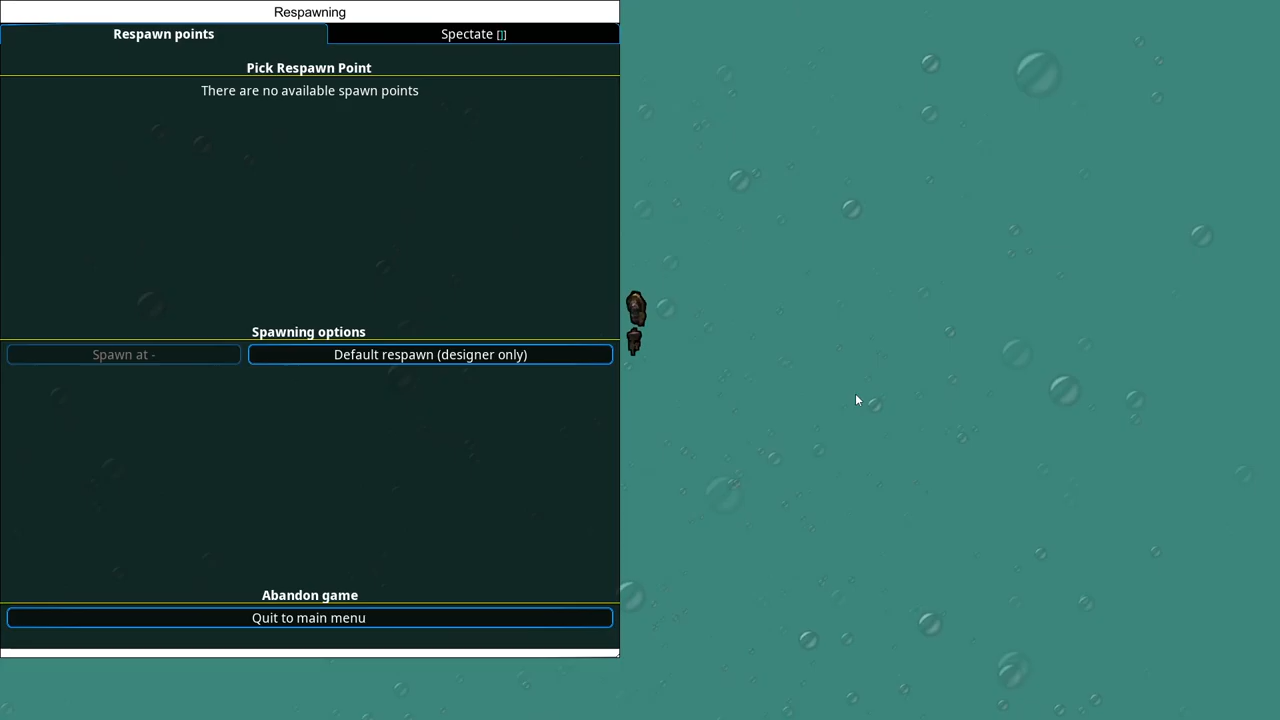 Respawning
Respawn points
Spectate []]
Pick Respawn Point
There are no available spawn points
Spawning options
Spawn at -
Default respawn (designer only)
Abandon game
Quit to main menu